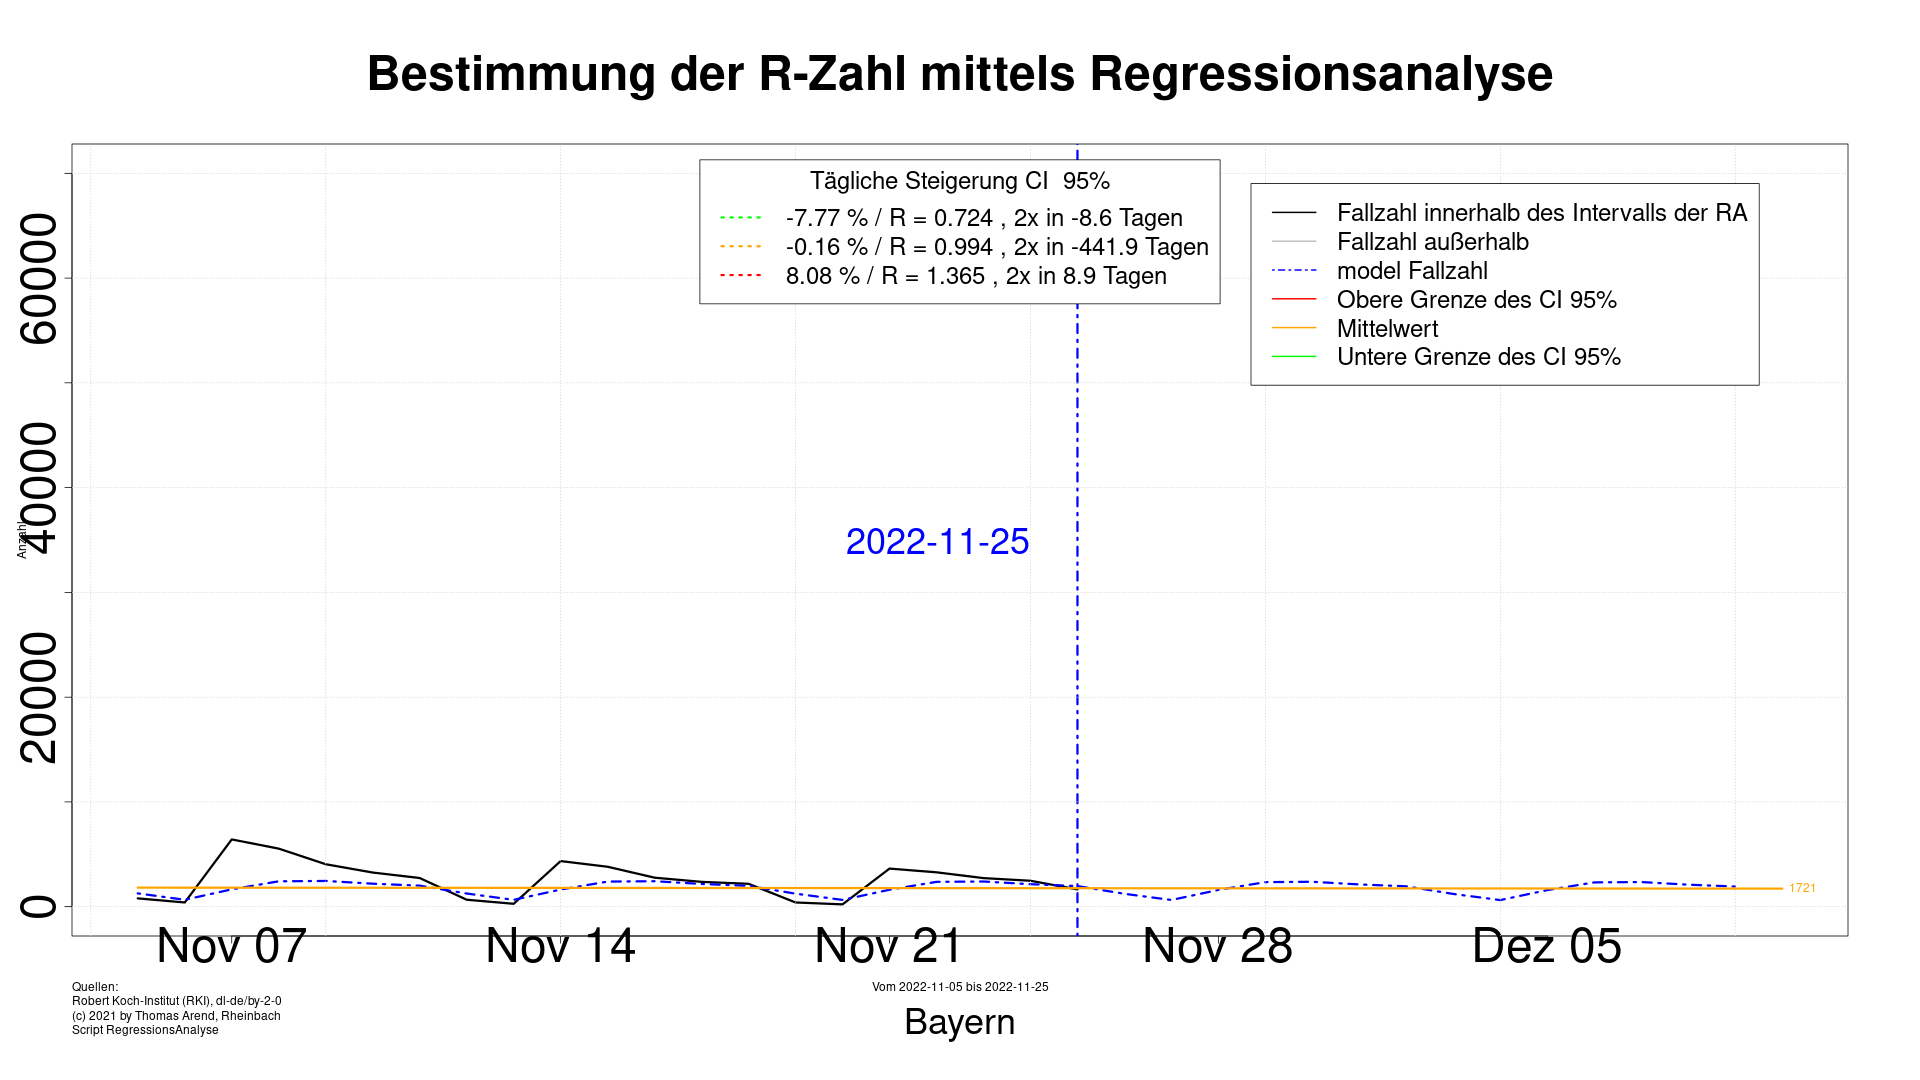 Bestimmung der R-Zahl mittels Regressionsanalyse
Tägliche Steigerung CI 95%
-7.77 % / R = 0.724 , 2x in -8.6 Tagen
-0.16 % / R = 0.994 , 2x in -441.9 Tagen
8.08 % / R = 1.365 , 2x in 8.9 Tagen
Fallzahl innerhalb des Intervalls der RA
Fallzahl außerhalb
model Fallzahl
Obere Grenze des CI 95%
Mittelwert
Untere Grenze des CI 95%
60000
40000
20000
0
Anzahl
2022-11-25
1721
Nov 07
Nov 14
Nov 21
Nov 28
Dez 05
Quellen:
Robert Koch-Institut (RKI), dl-de/by-2-0
(c) 2021 by Thomas Arend, Rheinbach
Script RegressionsAnalyse
Vom 2022-11-05 bis 2022-11-25
Bayern